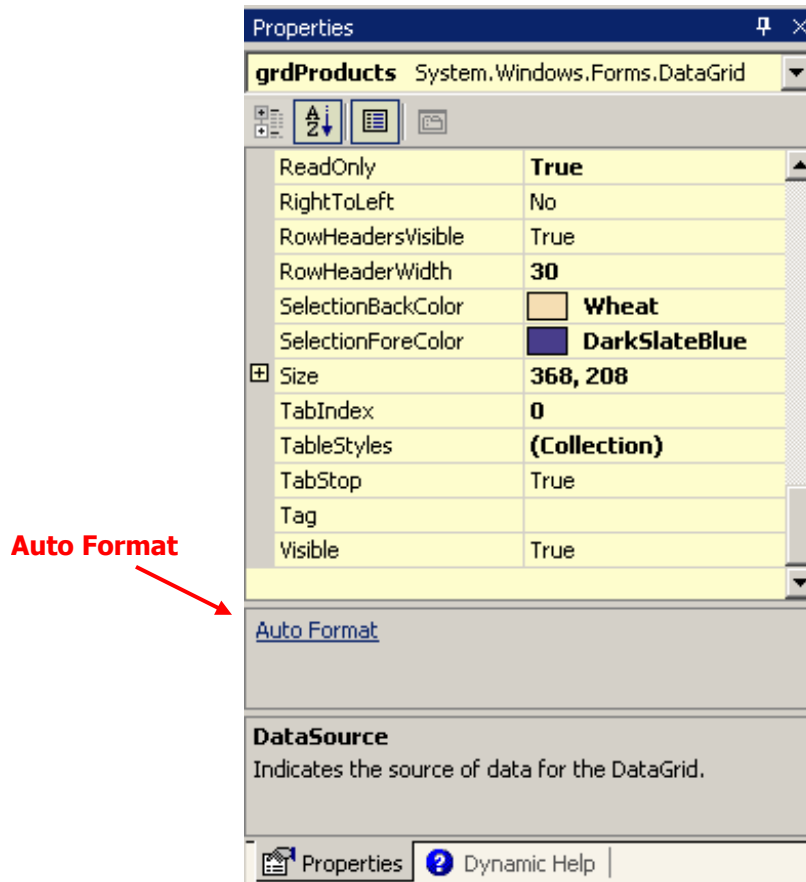 Properties
grdProducts System.Windows.Forms.DataGrid
ReadOnly True
RightToLeft No
RowHeadersVisible True
RowHeaderWidth 30
SelectionBackColor Wheat
SelectionForeColor DarkSlateBlue
Size 368, 208
TabIndex 0
TableStyles (Collection)
TabStop True
Tag
Visible True
Auto Format
Auto Format
DataSource
Indicates the source of data for the DataGrid.
Properties Dynamic Help